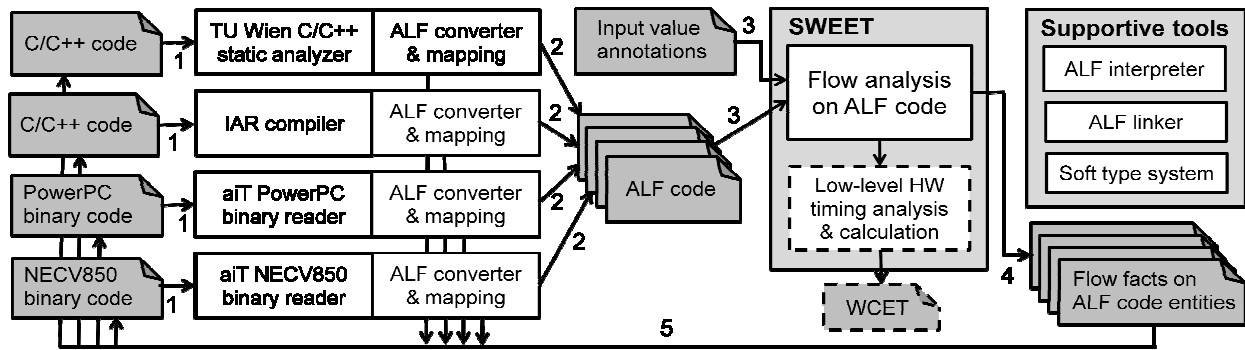 C/C++ code
1
TU Wien C/C++
static analyzer
ALF converter
& mapping
2
C/C++ code
1
IAR compiler
ALF converter
& mapping
2
PowerPC
binary code
1
aiT PowerPC
binary reader
ALF converter
& mapping
2
NECV850
binary code
1
aiT NECV850
binary reader
ALF converter
& mapping
2
ALF code
Input value
annotations
3
3
SWEET
Flow analysis
on ALF code
Low-level HW
timing analysis
& calculation
WCET
Supportive tools
ALF interpreter
ALF linker
Soft type system
4
Flow facts on
ALF code entities
5